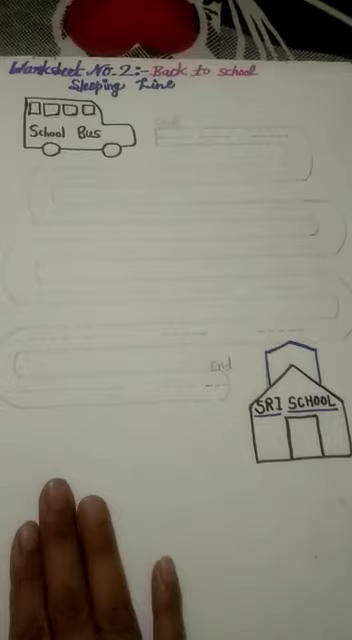 Worksheet No. 2:- Back to school
Sleeping Line
School Bus
End
SRI SCHOOL